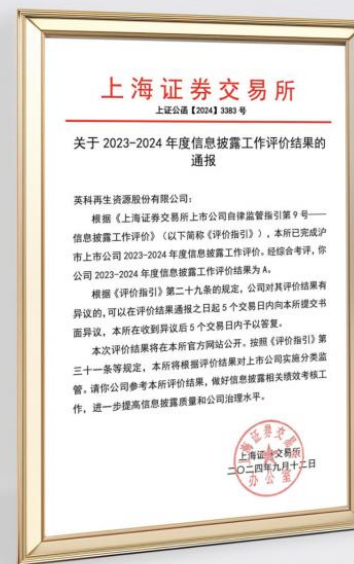 上海证券交易所
上证公函【2024】3383 号
关于 2023-2024 年度信息披露工作评价结果的
通报
英科再生资源股份有限公司:
根据《上海证券交易所上市公司自律监管指引第 9 号——
信息披露工作评价》（以下简称《评价指引》），本所已完成沪
市上市公司 2023-2024 年度信息披露工作评价。经综合考评，你
公司 2023-2024 年度信息披露工作评价结果为 A。
根据《评价指引》第二十九条的规定，公司对其评价结果有
异议的，可以在评价结果通报之日起 5 个交易日内向本所提交书
面异议，本所在收到异议后 5 个交易日内予以答复。
本次评价结果将在本所官方网站公开。按照《评价指引》第
三十一条等规定，本所将根据评价结果对上市公司实施分类监
管。请你公司参考本所评价结果，做好信息披露相关绩效考核工
作，进一步提高信息披露质量和公司治理水平。
上海证券交易所
二〇二四年九月十二日
上海证券交易所
办公室